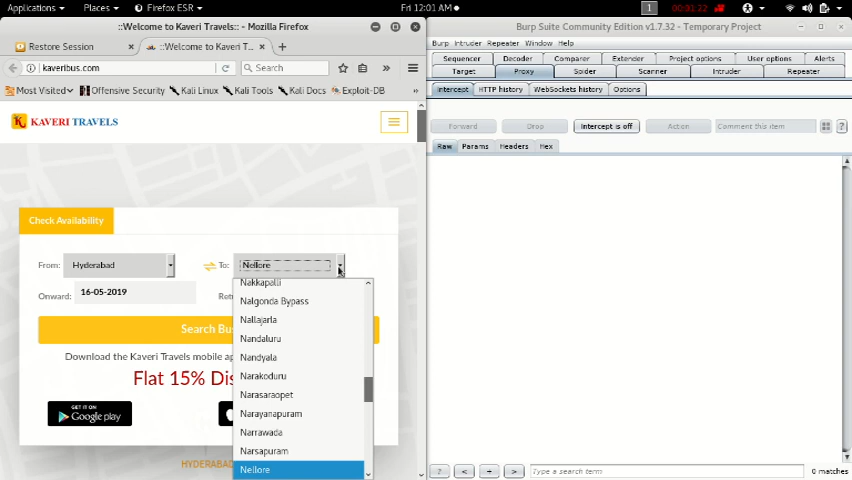 Applications Places Firefox ESR Fri 12:01 AM 1 00:01:22
::Welcome to Kaveri Travels:: - Mozilla Firefox
Restore Session
::Welcome to Kaveri T...
kaveribus.com
Search
Most Visited
Offensive Security
Kali Linux
Kali Tools
Kali Docs
Exploit-DB
KAVERI TRAVELS
Check Availability
From: Hyderabad To: Nellore
Onward: 16-05-2019 Ret
Search Bu
Download the Kaveri Travels mobile ap
Flat 15% Dis
GET IT ON
Google play
HYDERABAD
Nakkapalli
Nalgonda Bypass
Nallajarla
Nandaluru
Nandyala
Narakoduru
Narasaraopet
Narayanapuram
Narrawada
Narsapuram
Nellore
Burp Suite Community Edition v1.7.32 - Temporary Project
Burp Intruder Repeater Window Help
Sequencer Decoder Comparer Extender Project options User options Alerts
Target Proxy Spider Scanner Intruder Repeater
Intercept HTTP history WebSockets history Options
Forward Drop Intercept is off Action Comment this item ?
Raw Params Headers Hex
? < + > Type a search term 0 matches